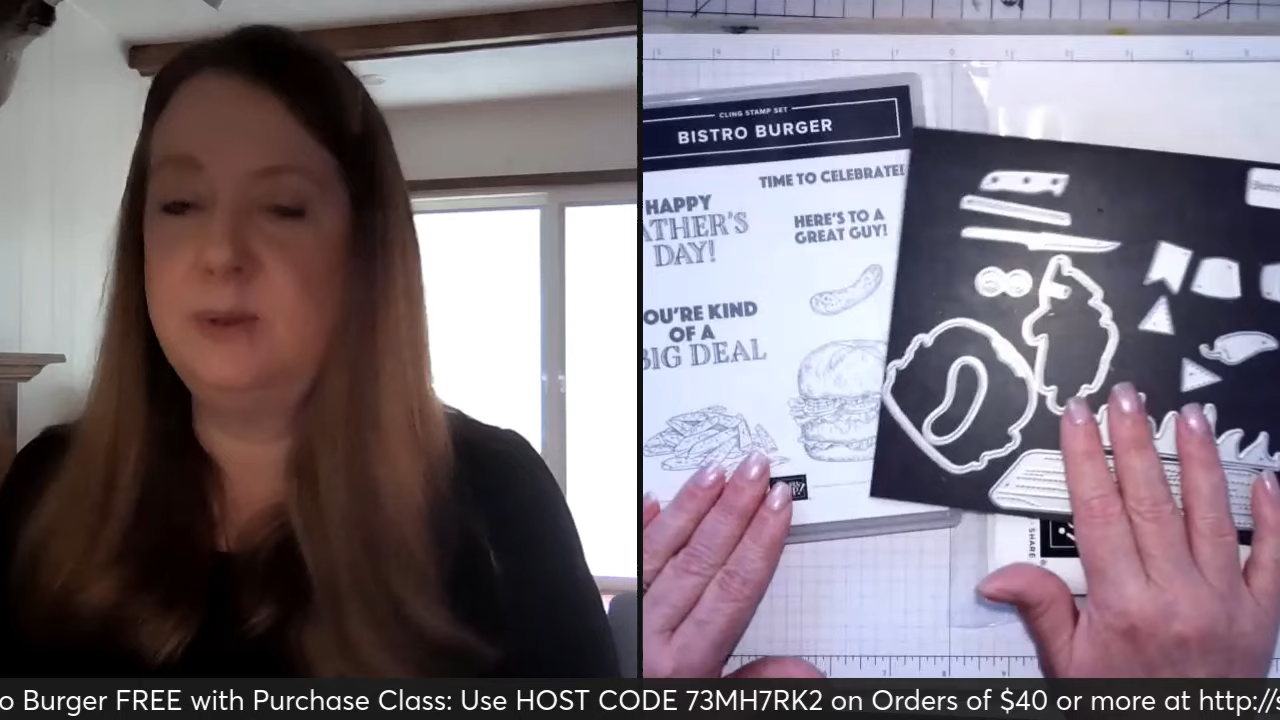 CLING STAMP SET
BISTRO BURGER
TIME TO CELEBRATE!
HAPPY
ATHER'S
DAY!
HERE'S TO A
GREAT GUY!
OU'RE KIND
OF A
BIG DEAL
SHARE
o Burger FREE with Purchase Class: Use HOST CODE 73MH7RK2 on Orders of $40 or more at http://s